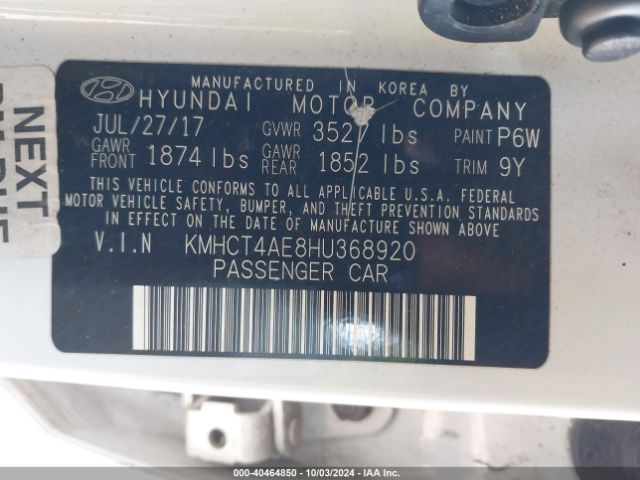 MANUFACTURED IN KOREA BY
HYUNDAI MOTOR COMPANY
JUL/27/17 GVWR 3527 lbs PAINT P6W
GAWR FRONT 1874 lbs GAWR REAR 1852 lbs TRIM 9Y
THIS VEHICLE CONFORMS TO ALL APPLICABLE U.S.A. FEDERAL
MOTOR VEHICLE SAFETY, BUMPER, AND THEFT PREVENTION STANDARDS
IN EFFECT ON THE DATE OF MANUFACTURE SHOWN ABOVE
V.I.N KMHCT4AE8HU368920
PASSENGER CAR
NEXT
000-40464850 - 10/03/2024 - IAA Inc.